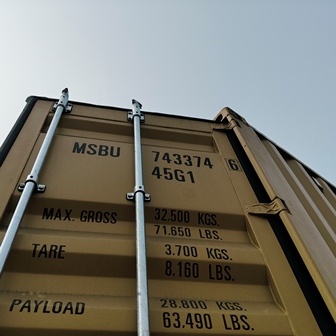 MSBU 743374 6
45G1
MAX. GROSS 32.500 KGS.
71.650 LBS.
TARE 3.700 KGS.
8.160 LBS.
PAYLOAD 28.800 KGS.
63.490 LBS.